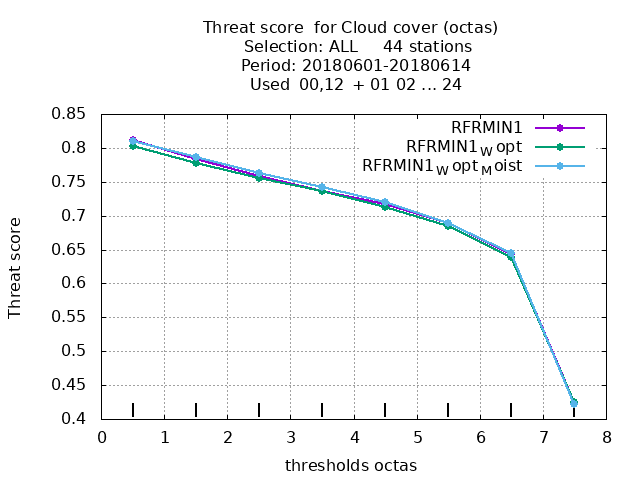 Threat score  for Cloud cover (octas)
Selection: ALL     44 stations
Period: 20180601-20180614
Used  00,12  + 01 02 ... 24
RFRMIN1
RFRMIN1_W opt
RFRMIN1_W opt_M oist
0.85
0.8
0.75
0.7
0.65
0.6
0.55
0.5
0.45
0.4
Threat score
0 1 2 3 4 5 6 7 8
thresholds octas